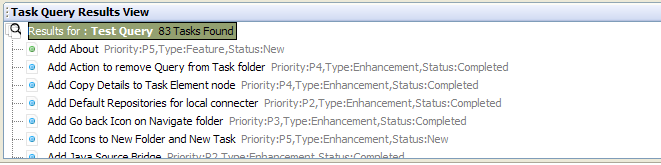 Task Query Results View
Results for : Test Query 83 Tasks Found
Add About Priority:P5,Type:Feature,Status:New
Add Action to remove Query from Task folder Priority:P4,Type:Enhancement,Status:Completed
Add Copy Details to Task Element node Priority:P4,Type:Enhancement,Status:Completed
Add Default Repositories for local connecter Priority:P2,Type:Enhancement,Status:Completed
Add Go back Icon on Navigate folder Priority:P3,Type:Enhancement,Status:Completed
Add Icons to New Folder and New Task Priority:P5,Type:Enhancement,Status:New
Add Java Source Bridge Priority:P2,Type:Enhancement,Status:Completed